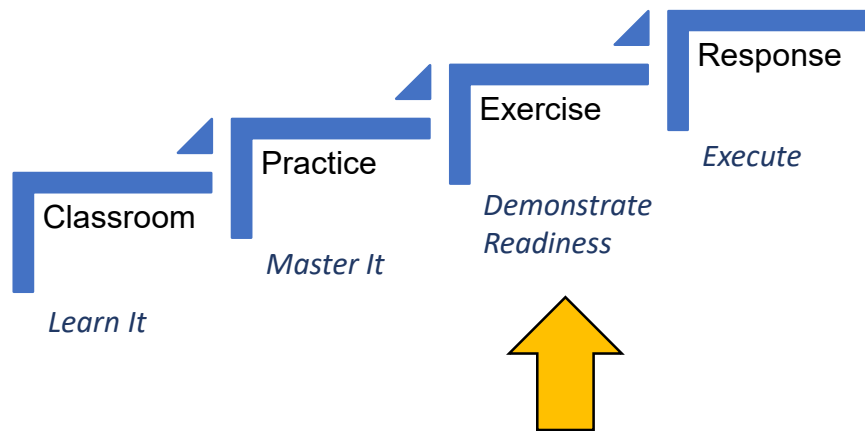 Classroom
Learn It
Practice
Master It
Exercise
Demonstrate
Readiness
Response
Execute